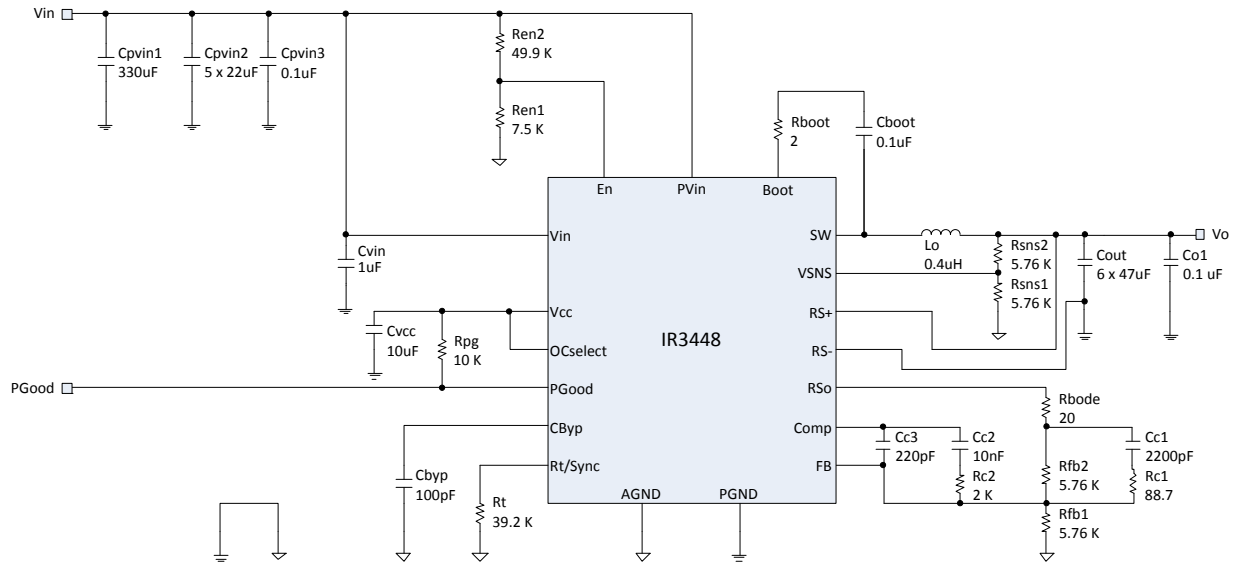 Vin
Cpvin1
330uF
Cpvin2
5 x 22uF
Cpvin3
0.1uF
Ren2
49.9 K
Ren1
7.5 K
Rboot
2
Cboot
0.1uF
En
PVin
Boot
Vin
SW
Vo
Cvin
1uF
Lo
0.4uH
Rsns2
5.76 K
Cout
6 x 47uF
Co1
0.1 uF
VSNS
Rsns1
5.76 K
Vcc
RS+
Cvcc
10uF
Rpg
10 K
IR3448
OCselect
RS-
PGood
PGood
RSo
Rbode
20
CByp
Comp
Cc3
220pF
Cc2
10nF
Cc1
2200pF
Rt/Sync
FB
Cbyp
100pF
Rfb2
5.76 K
Rc2
2 K
Rc1
88.7
Rt
39.2 K
AGND
PGND
Rfb1
5.76 K